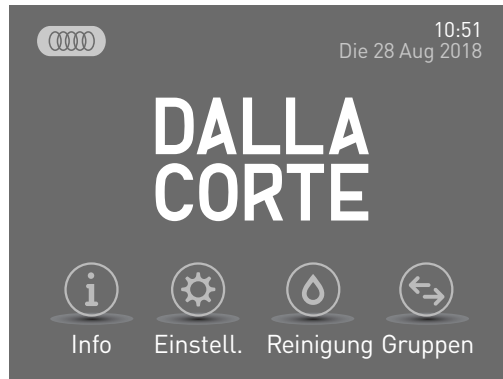 10:51
Die 28 Aug 2018
DALLA
CORTE
Info Einstell. Reinigung Gruppen